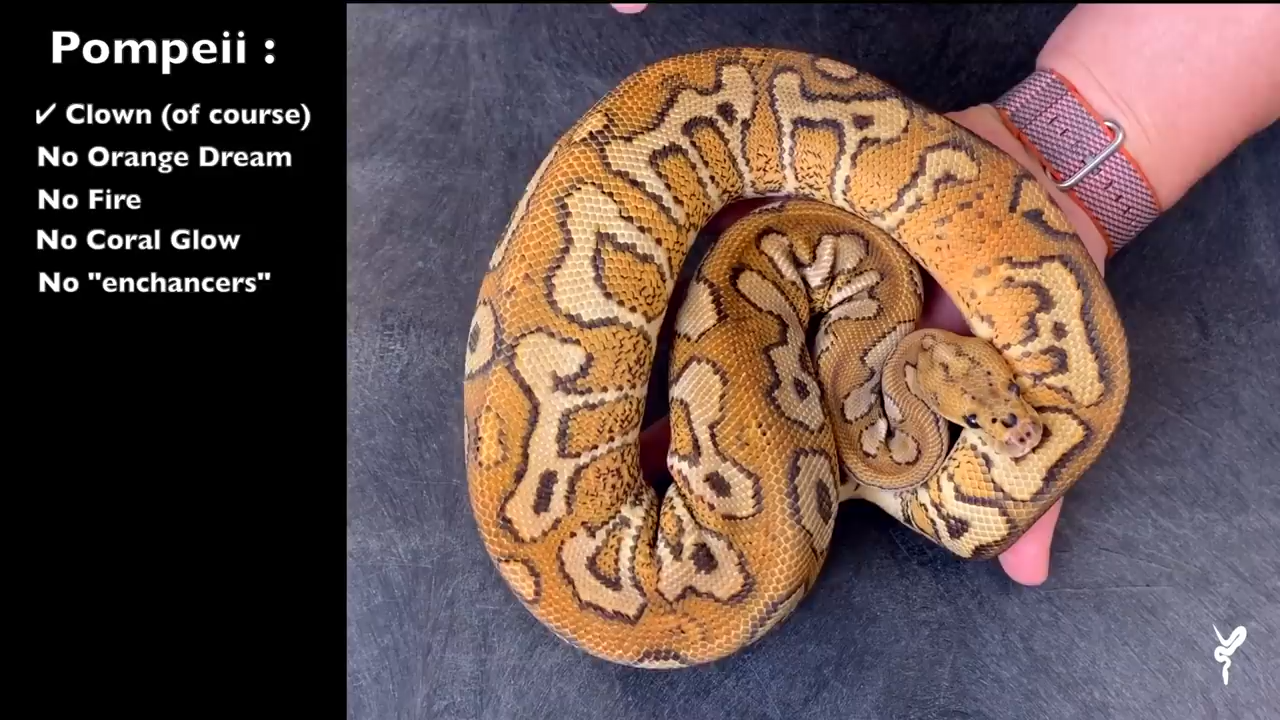 Pompeii :
✓ Clown (of course)
No Orange Dream
No Fire
No Coral Glow
No "enchancers"